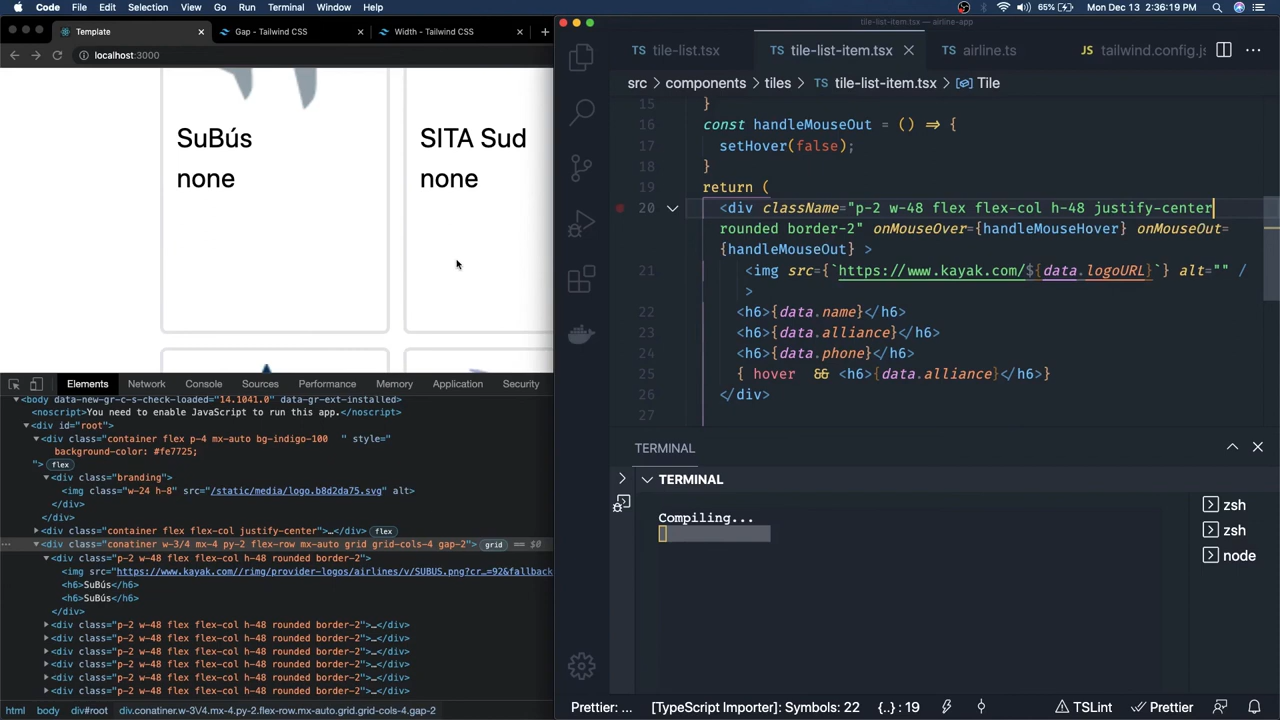 Code File Edit Selection View Go Run Terminal Window Help 65% Mon Dec 13 2:36:19 PM
Template
Gap - Tailwind CSS
Width - Tailwind CSS
localhost:3000
SuBús
none
SITA Sud
none
Elements Network Console Sources Performance Memory Application Security
<body data-new-gr-c-s-check-loaded="14.1041.0" data-gr-ext-installed>
<noscript>You need to enable JavaScript to run this app.</noscript>
<div id="root">
<div class="container flex p-4 mx-auto bg-indigo-100 " style="
background-color: #fe7725;
"> flex
<div class="branding">
<img class="w-24 h-8" src="/static/media/logo.b8d2da75.svg" alt>
</div>
</div>
<div class="container flex flex-col justify-center">…</div> flex
… <div class="conatiner w-3/4 mx-4 py-2 flex-row mx-auto grid grid-cols-4 gap-2"> grid == $0
<div class="p-2 w-48 flex flex-col h-48 rounded border-2">
<img src="https://www.kayak.com//rimg/provider-logos/airlines/v/SUBUS.png?cr…=92&fallback
<h6>SuBús</h6>
<h6>SuBús</h6>
</div>
<div class="p-2 w-48 flex flex-col h-48 rounded border-2">…</div>
<div class="p-2 w-48 flex flex-col h-48 rounded border-2">…</div>
<div class="p-2 w-48 flex flex-col h-48 rounded border-2">…</div>
<div class="p-2 w-48 flex flex-col h-48 rounded border-2">…</div>
<div class="p-2 w-48 flex flex-col h-48 rounded border-2">…</div>
<div class="p-2 w-48 flex flex-col h-48 rounded border-2">…</div>
html body div#root div.conatiner.w-3\/4.mx-4.py-2.flex-row.mx-auto.grid.grid-cols-4.gap-2
tile-list-item.tsx — airline-app
TS tile-list.tsx TS tile-list-item.tsx TS airline.ts JS tailwind.config.js
src > components > tiles > TS tile-list-item.tsx > Tile
15 }
16 const handleMouseOut = () => {
17 setHover(false);
18 }
19 return (
20 <div className="p-2 w-48 flex flex-col h-48 justify-center
rounded border-2" onMouseOver={handleMouseHover} onMouseOut=
{handleMouseOut} >
21 <img src={`https://www.kayak.com/${data.logoURL}`} alt="" /
>
22 <h6>{data.name}</h6>
23 <h6>{data.alliance}</h6>
24 <h6>{data.phone}</h6>
25 { hover && <h6>{data.alliance}</h6>}
26 </div>
27
TERMINAL
TERMINAL
Compiling...
zsh
zsh
node
Prettier: ... [TypeScript Importer]: Symbols: 22 {..} : 19 TSLint Prettier